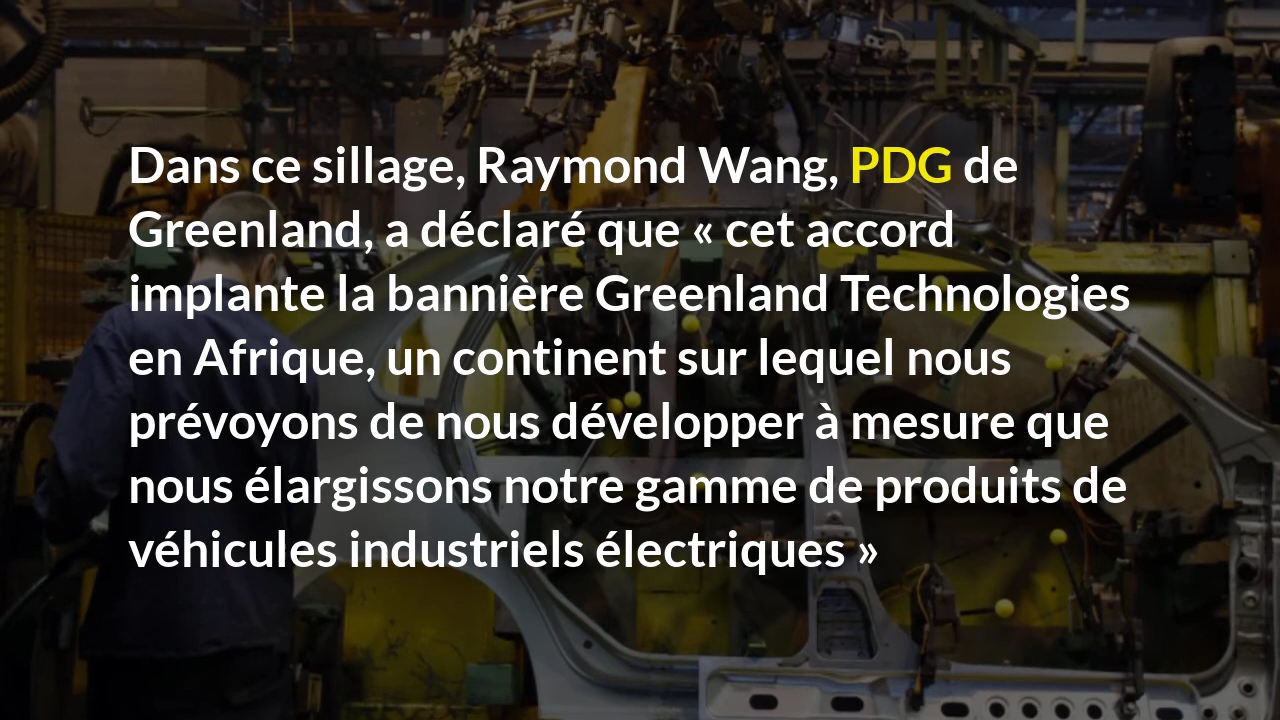 Dans ce sillage, Raymond Wang, PDG de
Greenland, a déclaré que « cet accord
implante la bannière Greenland Technologies
en Afrique, un continent sur lequel nous
prévoyons de nous développer à mesure que
nous élargissons notre gamme de produits de
véhicules industriels électriques »